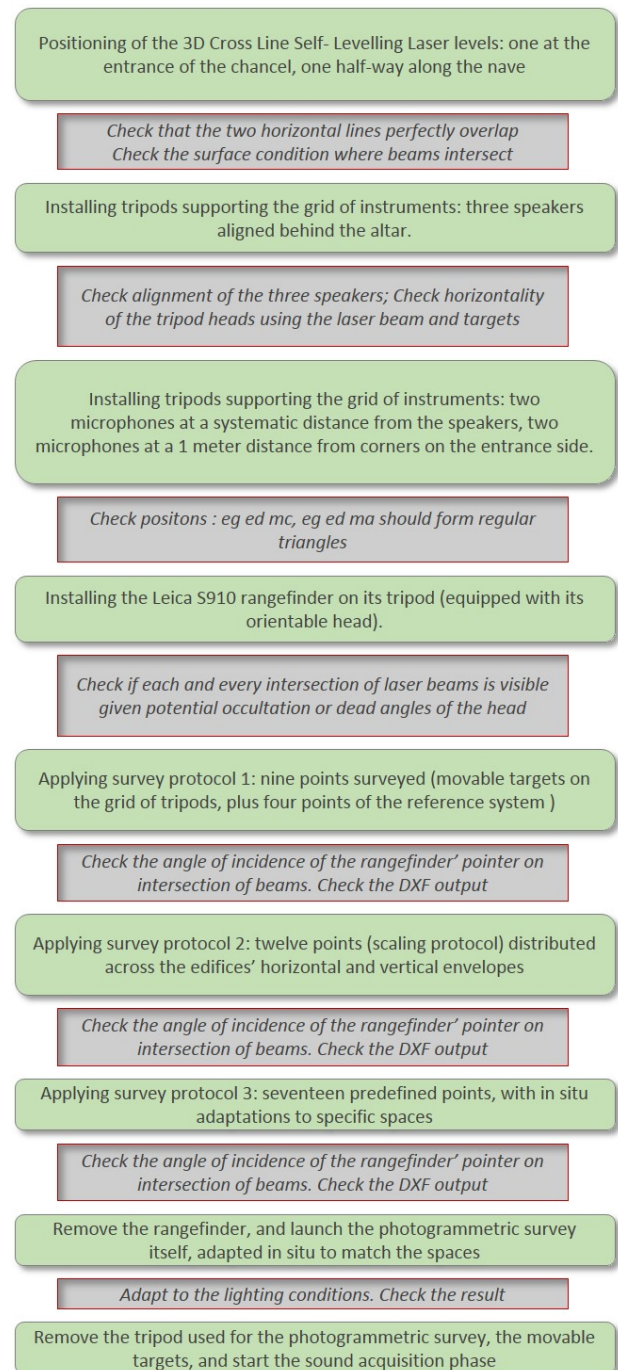 Positioning of the 3D Cross Line Self- Levelling Laser levels: one at the
entrance of the chancel, one half-way along the nave
Check that the two horizontal lines perfectly overlap
Check the surface condition where beams intersect
Installing tripods supporting the grid of instruments: three speakers
aligned behind the altar.
Check alignment of the three speakers; Check horizontality
of the tripod heads using the laser beam and targets
Installing tripods supporting the grid of instruments: two
microphones at a systematic distance from the speakers, two
microphones at a 1 meter distance from corners on the entrance side.
Check positons : eg ed mc, eg ed ma should form regular
triangles
Installing the Leica S910 rangefinder on its tripod (equipped with its
orientable head).
Check if each and every intersection of laser beams is visible
given potential occultation or dead angles of the head
Applying survey protocol 1: nine points surveyed (movable targets on
the grid of tripods, plus four points of the reference system )
Check the angle of incidence of the rangefinder' pointer on
intersection of beams. Check the DXF output
Applying survey protocol 2: twelve points (scaling protocol) distributed
across the edifices' horizontal and vertical envelopes
Check the angle of incidence of the rangefinder' pointer on
intersection of beams. Check the DXF output
Applying survey protocol 3: seventeen predefined points, with in situ
adaptations to specific spaces
Check the angle of incidence of the rangefinder' pointer on
intersection of beams. Check the DXF output
Remove the rangefinder, and launch the photogrammetric survey
itself, adapted in situ to match the spaces
Adapt to the lighting conditions. Check the result
Remove the tripod used for the photogrammetric survey, the movable
targets, and start the sound acquisition phase